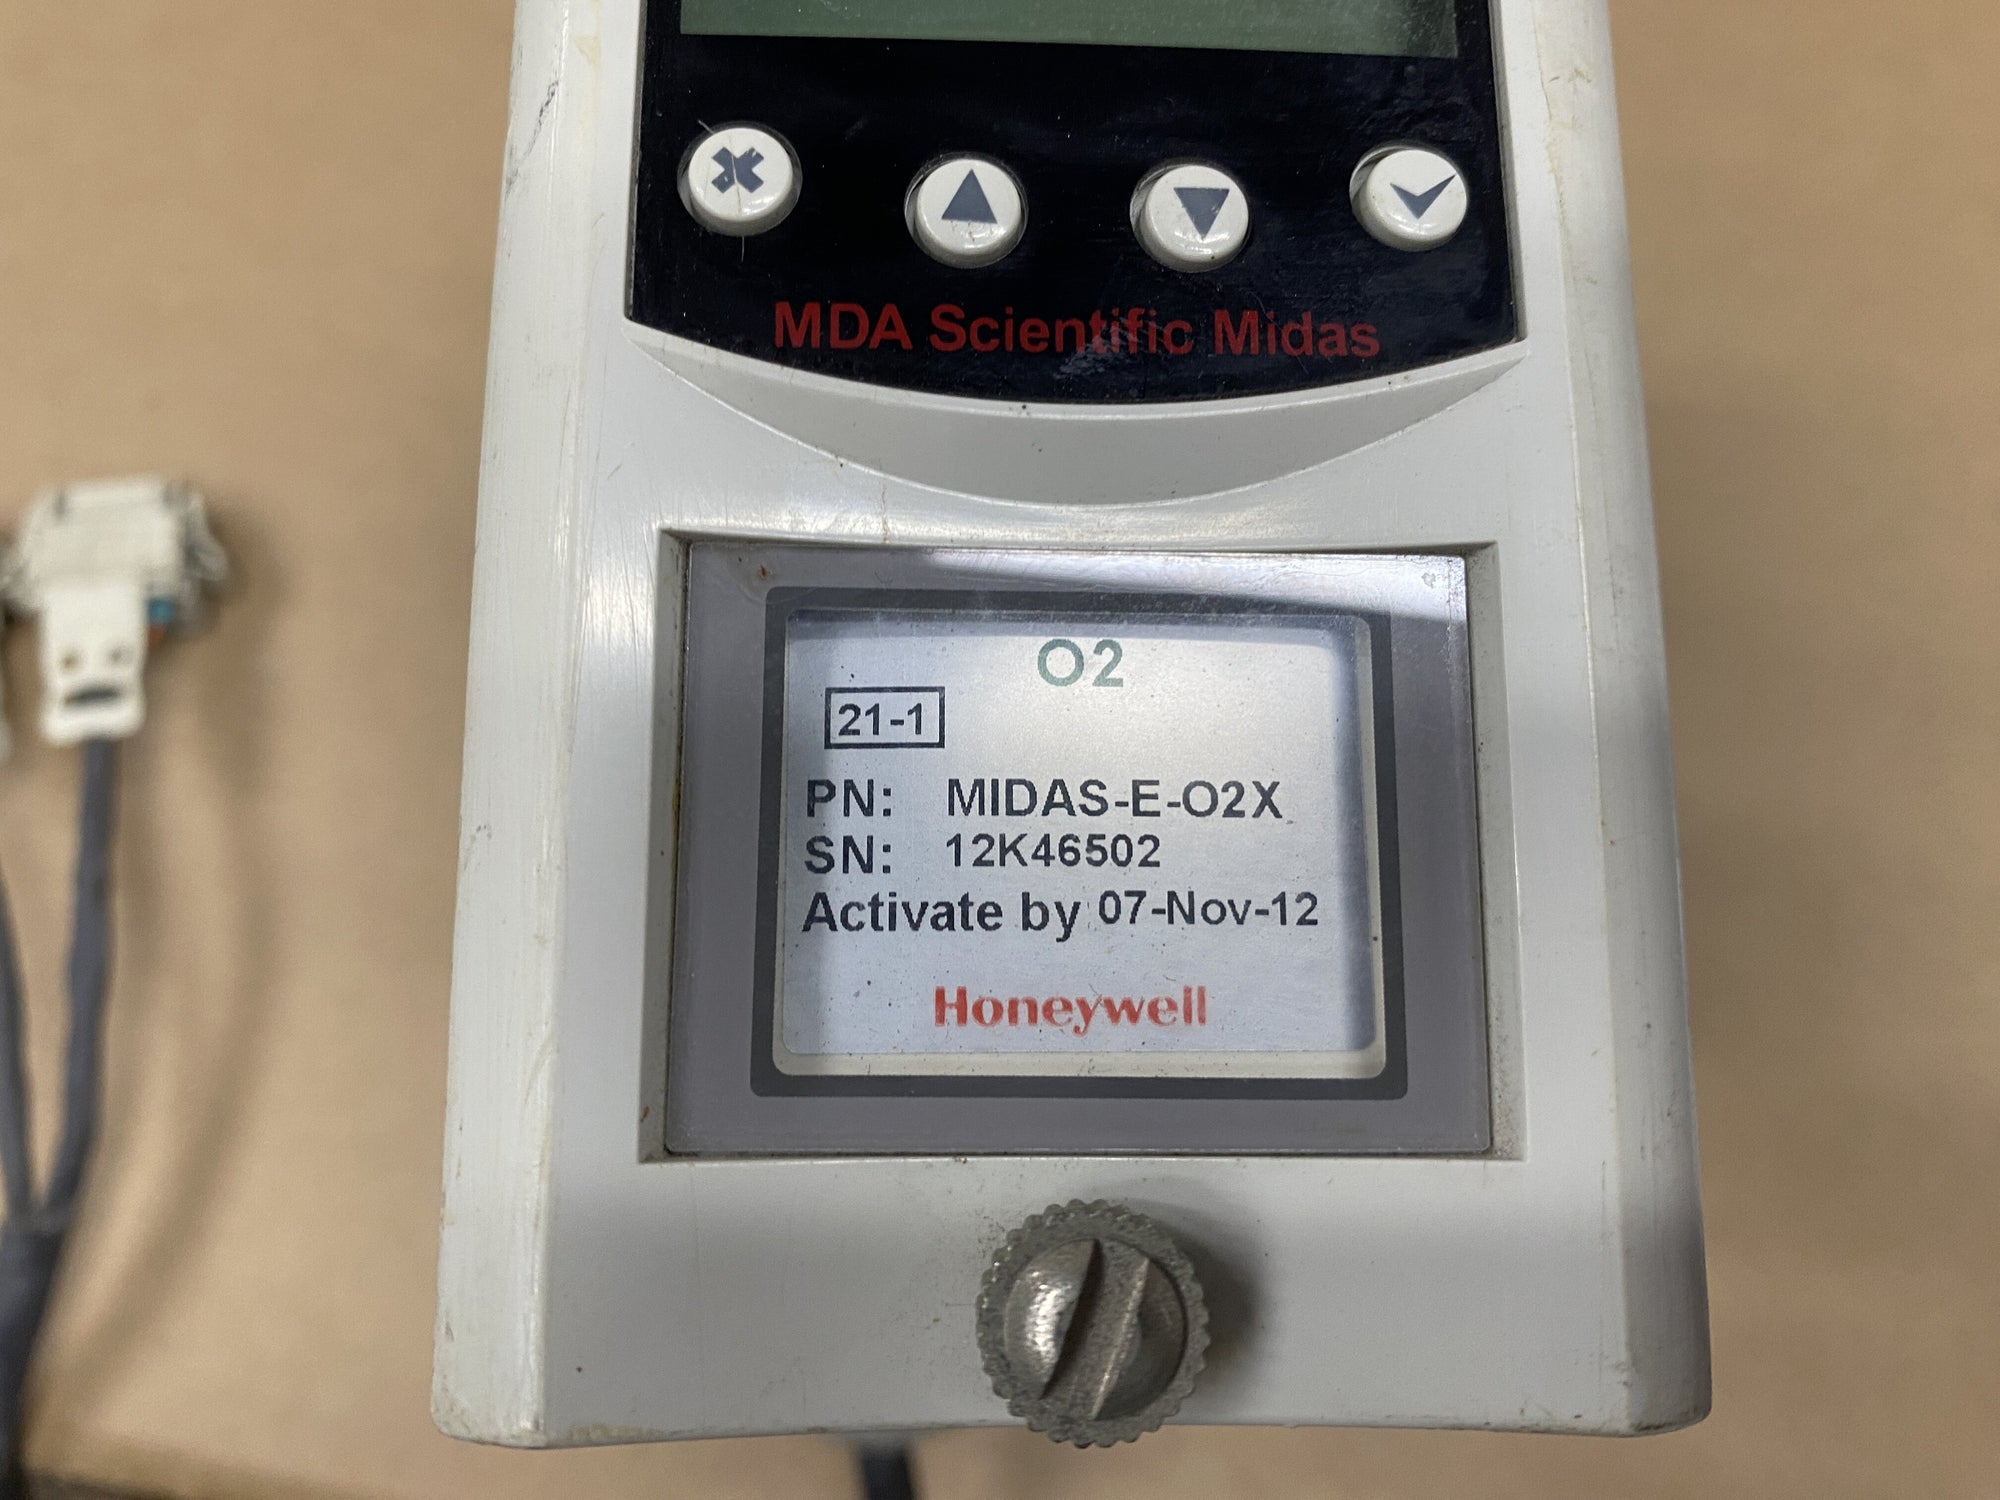 MDA Scientific Midas
O2
21-1
PN: MIDAS-E-O2X
SN: 12K46502
Activate by 07-Nov-12
Honeywell